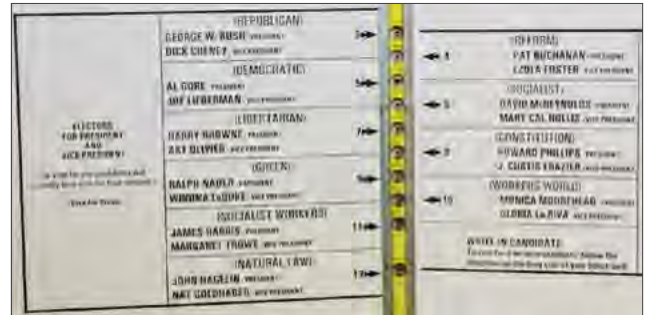 (REPUBLICAN)
GEORGE W. BUSH PRESIDENT
DICK CHENEY VICE PRESIDENT
(DEMOCRATIC)
AL GORE PRESIDENT
JOE LIEBERMAN VICE PRESIDENT
(LIBERTARIAN)
HARRY BROWNE PRESIDENT
ART OLIVIER VICE PRESIDENT
(GREEN)
RALPH NADER PRESIDENT
WINONA LaDUKE VICE PRESIDENT
(SOCIALIST WORKERS)
JAMES HARRIS PRESIDENT
MARGARET TROWE VICE PRESIDENT
(NATURAL LAW)
JOHN HAGELIN PRESIDENT
NAT GOLDHABER VICE PRESIDENT
ELECTORS
FOR PRESIDENT
AND
VICE PRESIDENT
3
5
7
9
11
13
(REFORM)
4 PAT BUCHANAN PRESIDENT
EZOLA FOSTER VICE PRESIDENT
(SOCIALIST)
6 DAVID McREYNOLDS PRESIDENT
MARY CAL HOLLIS VICE PRESIDENT
(CONSTITUTION)
8 HOWARD PHILLIPS PRESIDENT
J. CURTIS FRAZIER VICE PRESIDENT
(WORKERS WORLD)
10 MONICA MOOREHEAD PRESIDENT
GLORIA La RIVA VICE PRESIDENT
WRITE-IN CANDIDATE